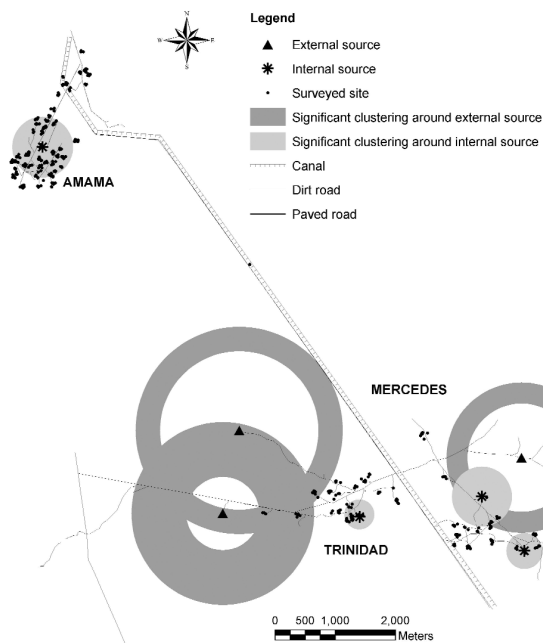 Legend
N
W
E
S
External source
Internal source
Surveyed site
Significant clustering around external source
Significant clustering around internal source
Canal
Dirt road
Paved road
AMAMA
MERCEDES
TRINIDAD
0 500 1,000 2,000
Meters